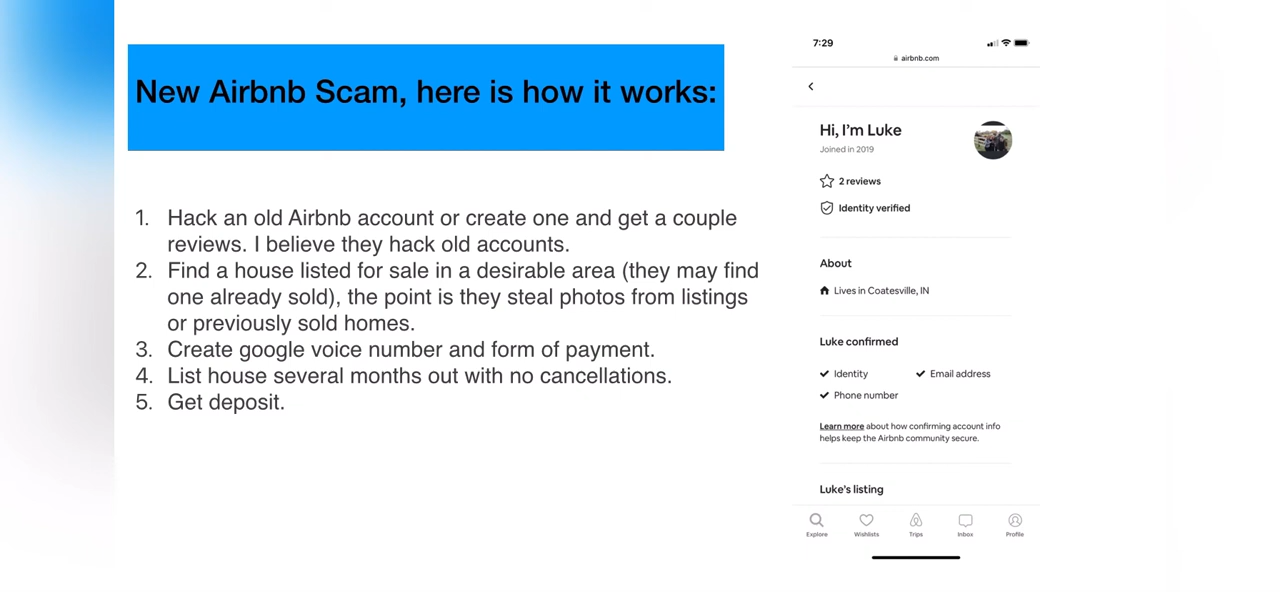 New Airbnb Scam, here is how it works:
1. Hack an old Airbnb account or create one and get a couple
reviews. I believe they hack old accounts.
2. Find a house listed for sale in a desirable area (they may find
one already sold), the point is they steal photos from listings
or previously sold homes.
3. Create google voice number and form of payment.
4. List house several months out with no cancellations.
5. Get deposit.
7:29
airbnb.com
Hi, I'm Luke
Joined in 2019
2 reviews
Identity verified
About
Lives in Coatesville, IN
Luke confirmed
Identity
Email address
Phone number
Learn more about how confirming account info
helps keep the Airbnb community secure.
Luke's listing
Explore
Wishlists
Trips
Inbox
Profile